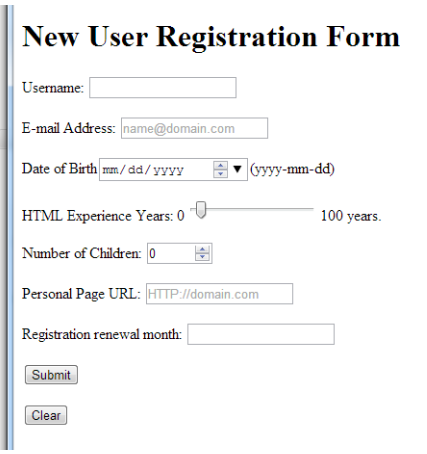 New User Registration Form
Username:
E-mail Address: name@domain.com
Date of Birth mm/dd/yyyy (yyyy-mm-dd)
HTML Experience Years: 0 100 years.
Number of Children: 0
Personal Page URL: HTTP://domain.com
Registration renewal month:
Submit
Clear